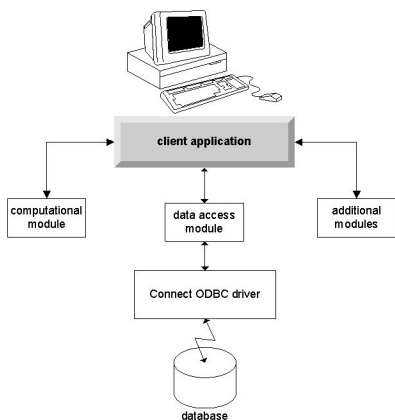 client application
computational
module
data access
module
additional
modules
Connect ODBC driver
database